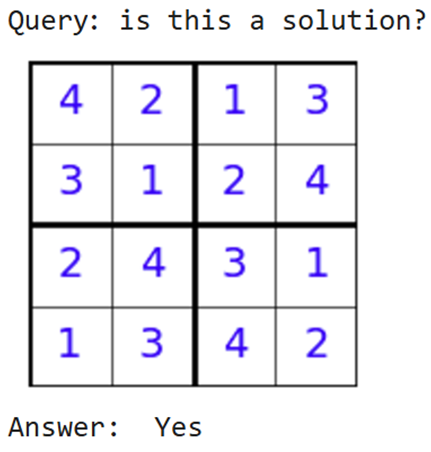 Query: is this a solution?
4 2 1 3
3 1 2 4
2 4 3 1
1 3 4 2
Answer: Yes